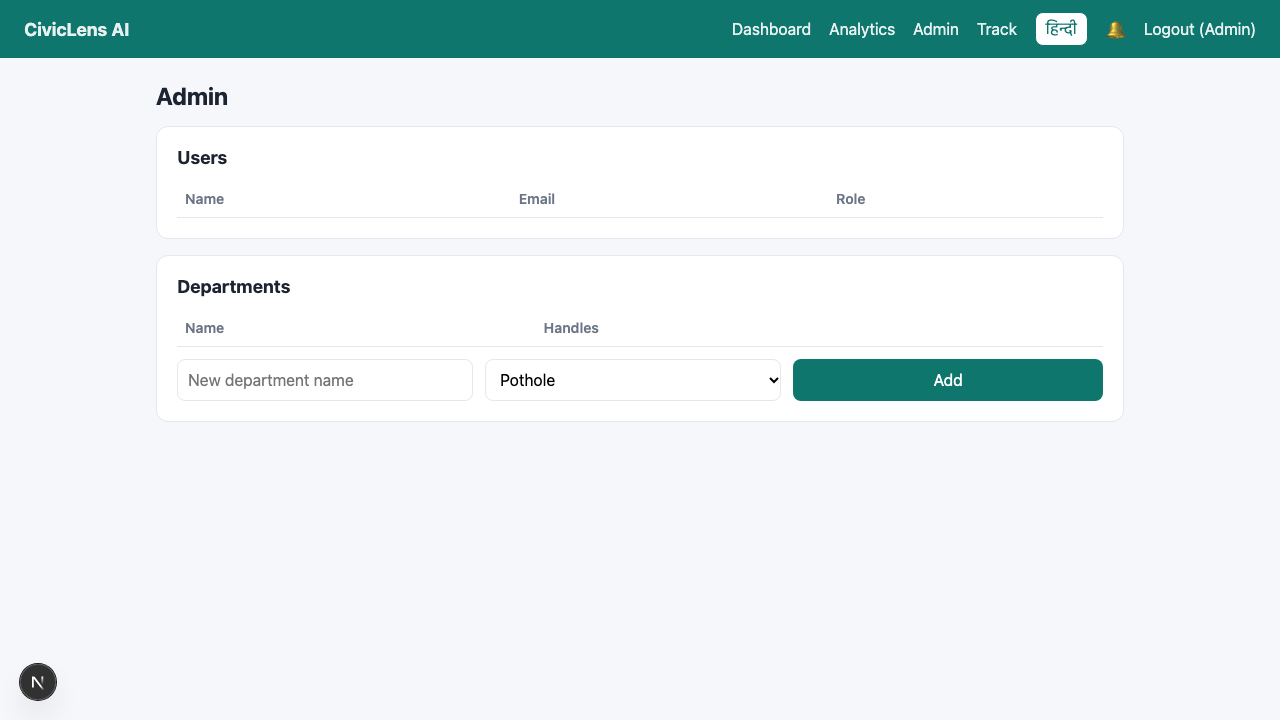 CivicLens AI
Dashboard Analytics Admin Track हिन्दी Logout (Admin)
Admin
Users
Name Email Role
Departments
Name Handles
New department name Pothole Add
N